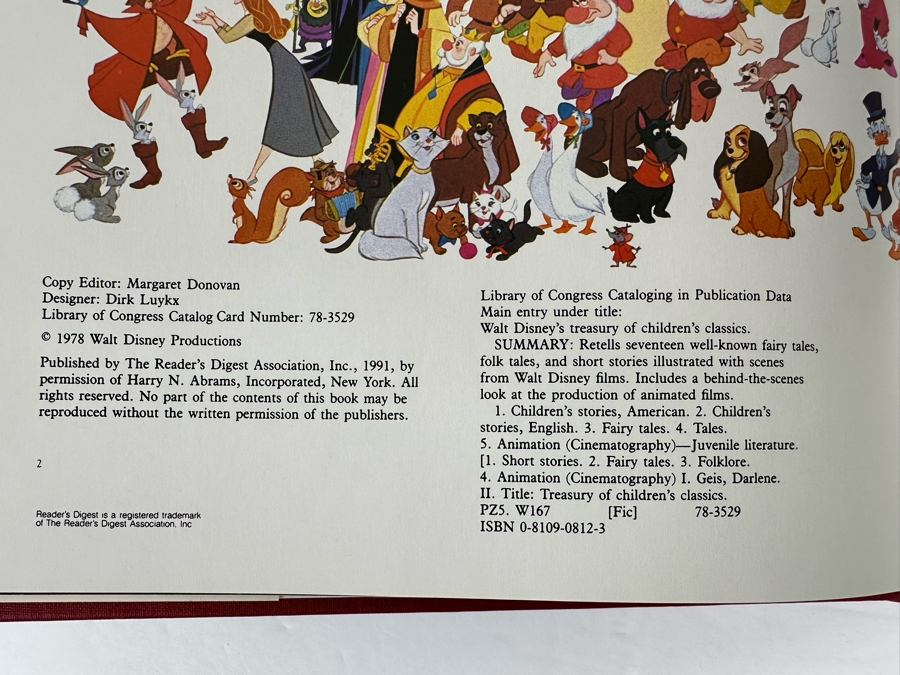 Copy Editor: Margaret Donovan
Designer: Dirk Luykx
Library of Congress Catalog Card Number: 78-3529
© 1978 Walt Disney Productions
Published by The Reader's Digest Association, Inc., 1991, by
permission of Harry N. Abrams, Incorporated, New York. All
rights reserved. No part of the contents of this book may be
reproduced without the written permission of the publishers.
2
Reader's Digest is a registered trademark
of The Reader's Digest Association, Inc
Library of Congress Cataloging in Publication Data
Main entry under title:
Walt Disney's treasury of children's classics.
SUMMARY: Retells seventeen well-known fairy tales,
folk tales, and short stories illustrated with scenes
from Walt Disney films. Includes a behind-the-scenes
look at the production of animated films.
1. Children's stories, American. 2. Children's
stories, English. 3. Fairy tales. 4. Tales.
5. Animation (Cinematography)—Juvenile literature.
[1. Short stories. 2. Fairy tales. 3. Folklore.
4. Animation (Cinematography) I. Geis, Darlene.
II. Title: Treasury of children's classics.
PZ5. W167 [Fic] 78-3529
ISBN 0-8109-0812-3